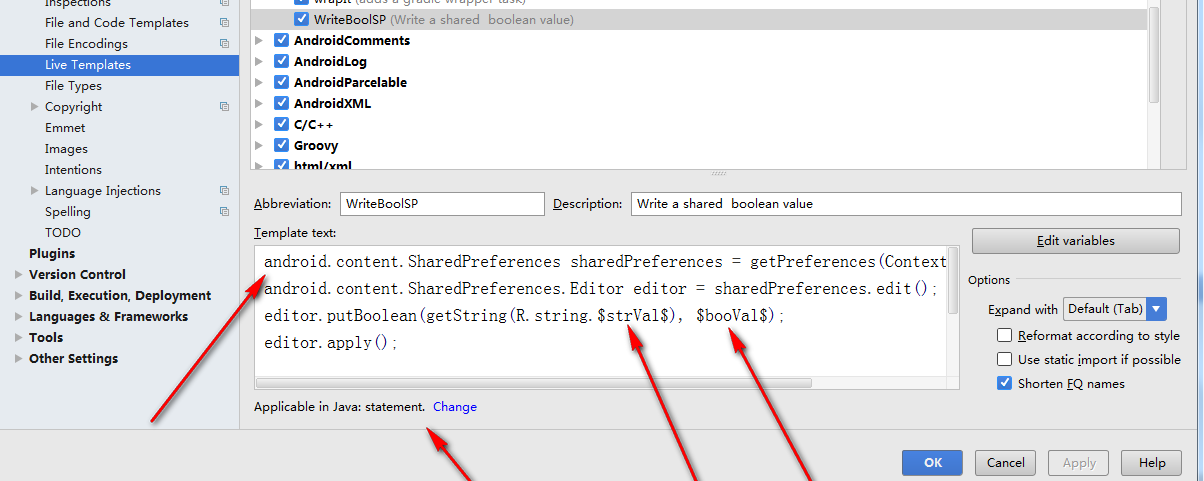 Inspections
File and Code Templates
File Encodings
Live Templates
File Types
Copyright
Emmet
Images
Intentions
Language Injections
Spelling
TODO
Plugins
Version Control
Build, Execution, Deployment
Languages & Frameworks
Tools
Other Settings
wrapIt (adds a gradle wrapper task)
WriteBoolSP (Write a shared  boolean value)
AndroidComments
AndroidLog
AndroidParcelable
AndroidXML
C/C++
Groovy
html/xml
Abbreviation: WriteBoolSP Description: Write a shared  boolean value
Template text:
android.content.SharedPreferences sharedPreferences = getPreferences(Context
android.content.SharedPreferences.Editor editor = sharedPreferences.edit();
editor.putBoolean(getString(R.string.$strVal$), $booVal$);
editor.apply();
Applicable in Java: statement. Change
Edit variables
Options
Expand with Default (Tab)
Reformat according to style
Use static import if possible
Shorten FQ names
OK Cancel Apply Help